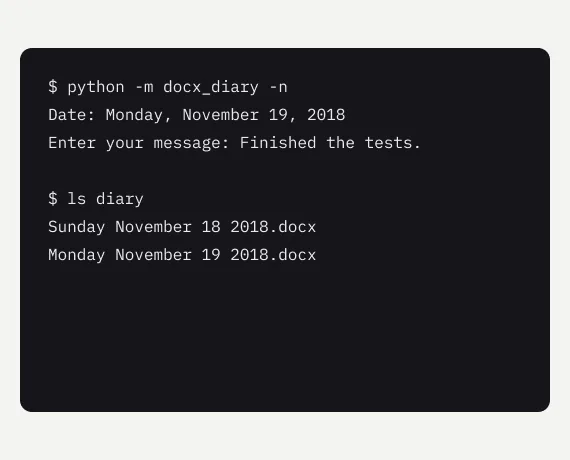 $ python -m docx_diary -n
Date: Monday, November 19, 2018
Enter your message: Finished the tests.
$ ls diary
Sunday November 18 2018.docx
Monday November 19 2018.docx